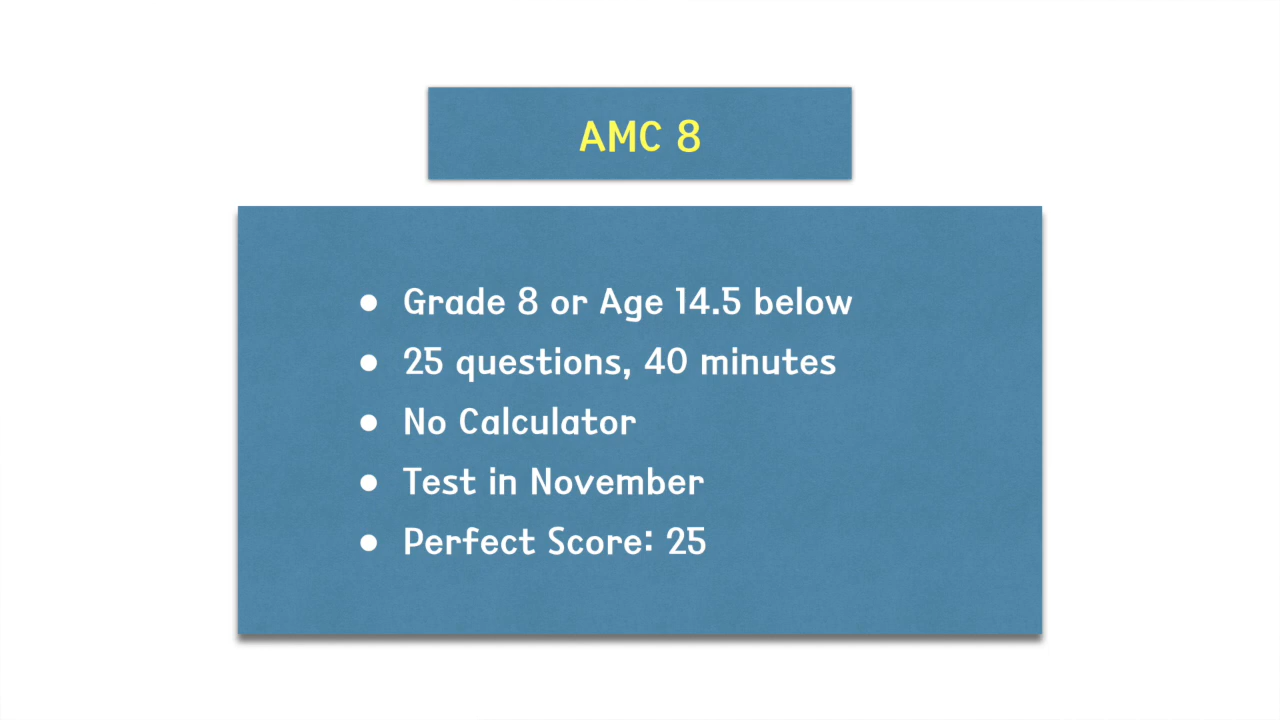 AMC 8
● Grade 8 or Age 14.5 below
● 25 questions, 40 minutes
● No Calculator
● Test in November
● Perfect Score: 25